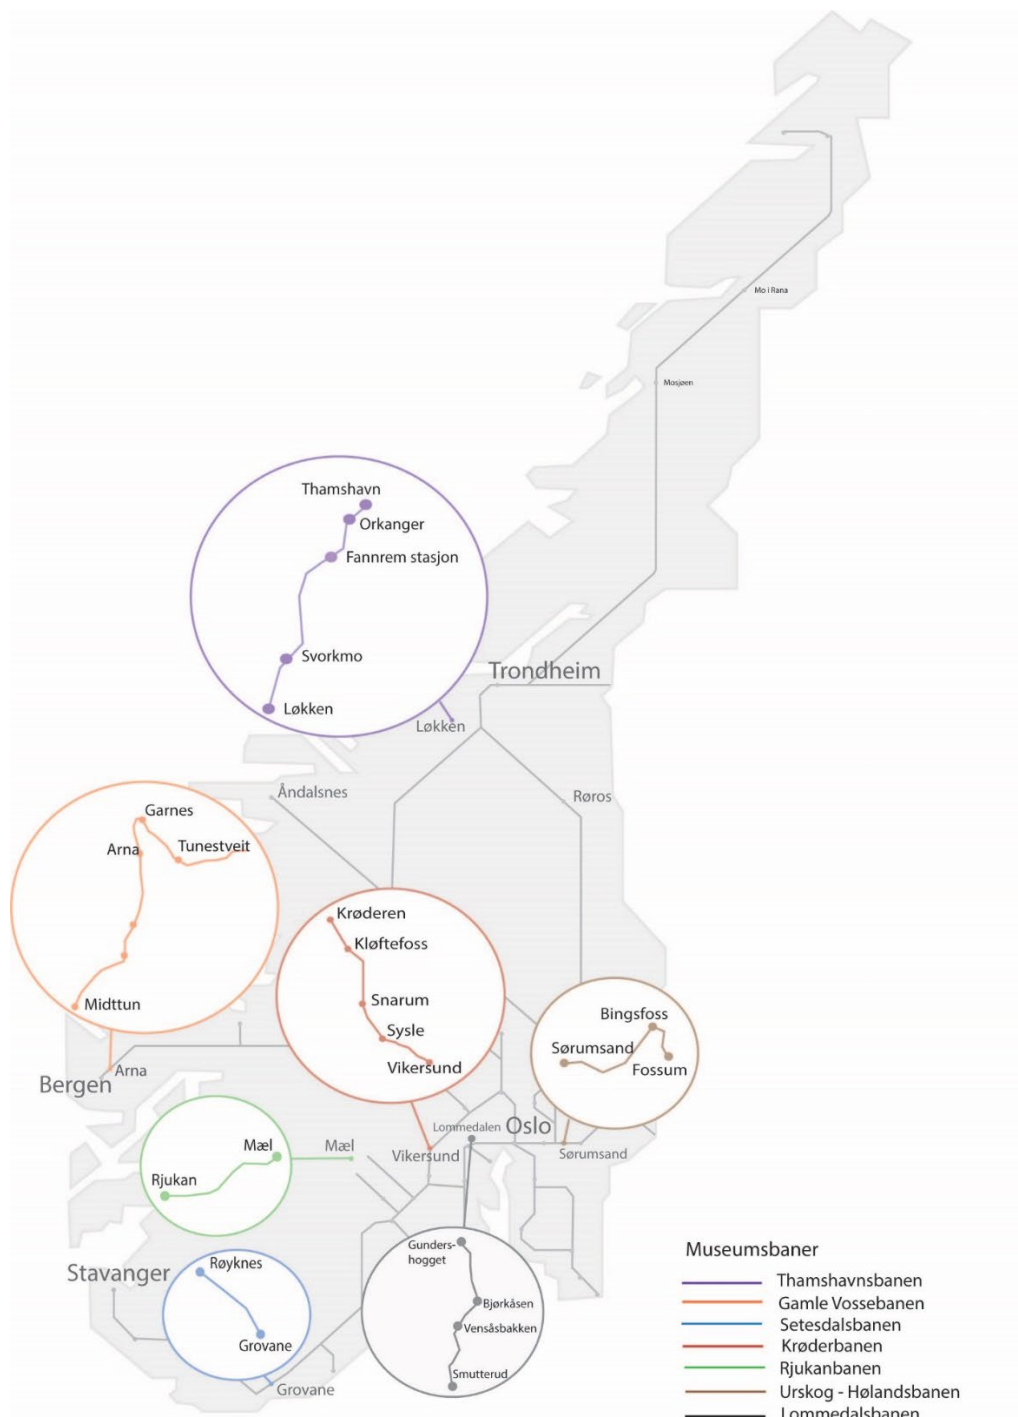 Mo i Rana
Mosjøen
Thamshavn
Orkanger
Fannrem stasjon
Svorkmo
Løkken
Trondheim
Løkken
Åndalsnes
Røros
Garnes
Arna
Tunestveit
Midttun
Krøderen
Kløftefoss
Snarum
Sysle
Vikersund
Bingsfoss
Sørumsand
Fossum
Arna
Bergen
Lommedalen
Oslo
Mæl
Mæl
Vikersund
Sørumsand
Rjukan
Gunders-
hogget
Stavanger
Røyknes
Bjørkåsen
Vensåsbakken
Grovane
Smutterud
Grovane
Museumsbaner
Thamshavnsbanen
Gamle Vossebanen
Setesdalsbanen
Krøderbanen
Rjukanbanen
Urskog - Hølandsbanen
Lommedalsbanen